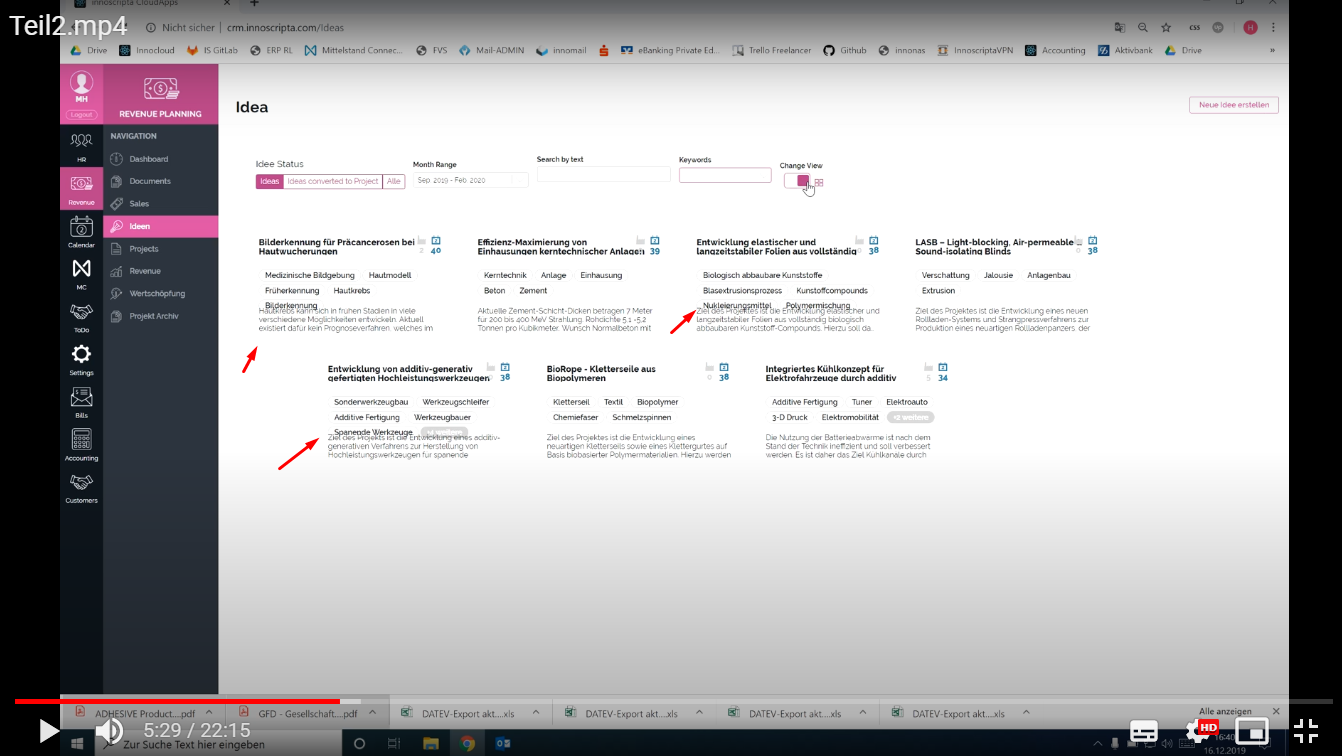 innoscripta CloudApps
Teil2.mp4
Nicht sicher | crm.innoscripta.com/Ideas
CSS
H
Drive
Innocloud
IS GitLab
ERP RL
Mittelstand Connec...
FVS
Mail-ADMIN
innomail
eBanking Private Ed...
Trello Freelancer
Github
innonas
InnoscriptaVPN
Accounting
Aktivbank
Drive
»
MH
Logout
REVENUE PLANNING
HR
Revenue
Calendar
MC
ToDo
Settings
Bills
Accounting
Customers
NAVIGATION
Dashboard
Documents
Sales
Ideen
Projects
Revenue
Wertschöpfung
Projekt Archiv
Idea
Neue Idee erstellen
Idee Status
Ideas
Ideas converted to Project
Alle
Month Range
Sep 2019 - Feb 2020
Search by text
Keywords
Change View
Bilderkennung für Präcancerosen bei
Hautwucherungen
2 40
Medizinische Bildgebung Hautmodell
Früherkennung Hautkrebs
Bilderkennung
Hautkrebs kann sich in frühen Stadien in viele
verschiedene Möglichkeiten entwickeln. Aktuell
existiert dafür kein Prognoseverfahren, welches im
Effizienz-Maximierung von
Einhausungen kerntechnischer Anlagen
39
Kerntechnik Anlage Einhausung
Beton Zement
Aktuelle Zement-Schicht-Dicken betragen 7 Meter
für 200 bis 400 MeV Strahlung. Rohdichte 5,1 -5,2
Tonnen pro Kubikmeter. Wunsch Normalbeton mit
Entwicklung elastischer und
langzeitstabiler Folien aus vollständig
0 38
Biologisch abbaubare Kunststoffe
Blasextrusionsprozess Kunstoffcompounds
Nukleierungsmittel Polymermischung
Ziel des Projektes ist die Entwicklung elastischer und
langzeitstabiler Folien aus vollständig biologisch
abbaubaren Kunststoff-Compounds. Hierzu soll da..
LASB – Light-blocking, Air-permeable
Sound-isolating Blinds
0 38
Verschattung Jalousie Anlagenbau
Extrusion
Ziel des Projektes ist die Entwicklung eines neuen
Rollladen-Systems und Strangpressverfahrens zur
Produktion eines neuartigen Rollladenpanzers, der
Entwicklung von additiv-generativ
gefertigten Hochleistungswerkzeugen
38
Sonderwerkzeugbau Werkzeugschleifer
Additive Fertigung Werkzeugbauer
Spanende Werkzeuge +4 weitere
Ziel des Projekts ist die Entwicklung eines additiv-
generativen Verfahrens zur Herstellung von
Hochleistungswerkzeugen für spanende
BioRope - Kletterseile aus
Biopolymeren
0 38
Kletterseil Textil Biopolymer
Chemiefaser Schmelzspinnen
Ziel des Projektes ist die Entwicklung eines
neuartigen Kletterseils sowie eines Klettergurtes auf
Basis biobasierter Polymermaterialien. Hierzu werden
Integriertes Kühlkonzept für
Elektrofahrzeuge durch additiv
5 34
Additive Fertigung Tuner Elektroauto
3-D Druck Elektromobilität +2 weitere
Die Nutzung der Batterieabwärme ist nach dem
Stand der Technik ineffizient und soll verbessert
werden. Es ist daher das Ziel Kühlkanäle durch
ADHESIVE Product....pdf
GFD - Gesellschaft....pdf
DATEV-Export akt....xls
DATEV-Export akt....xls
DATEV-Export akt....xls
DATEV-Export akt....xls
Alle anzeigen
5:29 / 22:15
HD
Zur Suche Text hier eingeben
16:40
16.12.2019